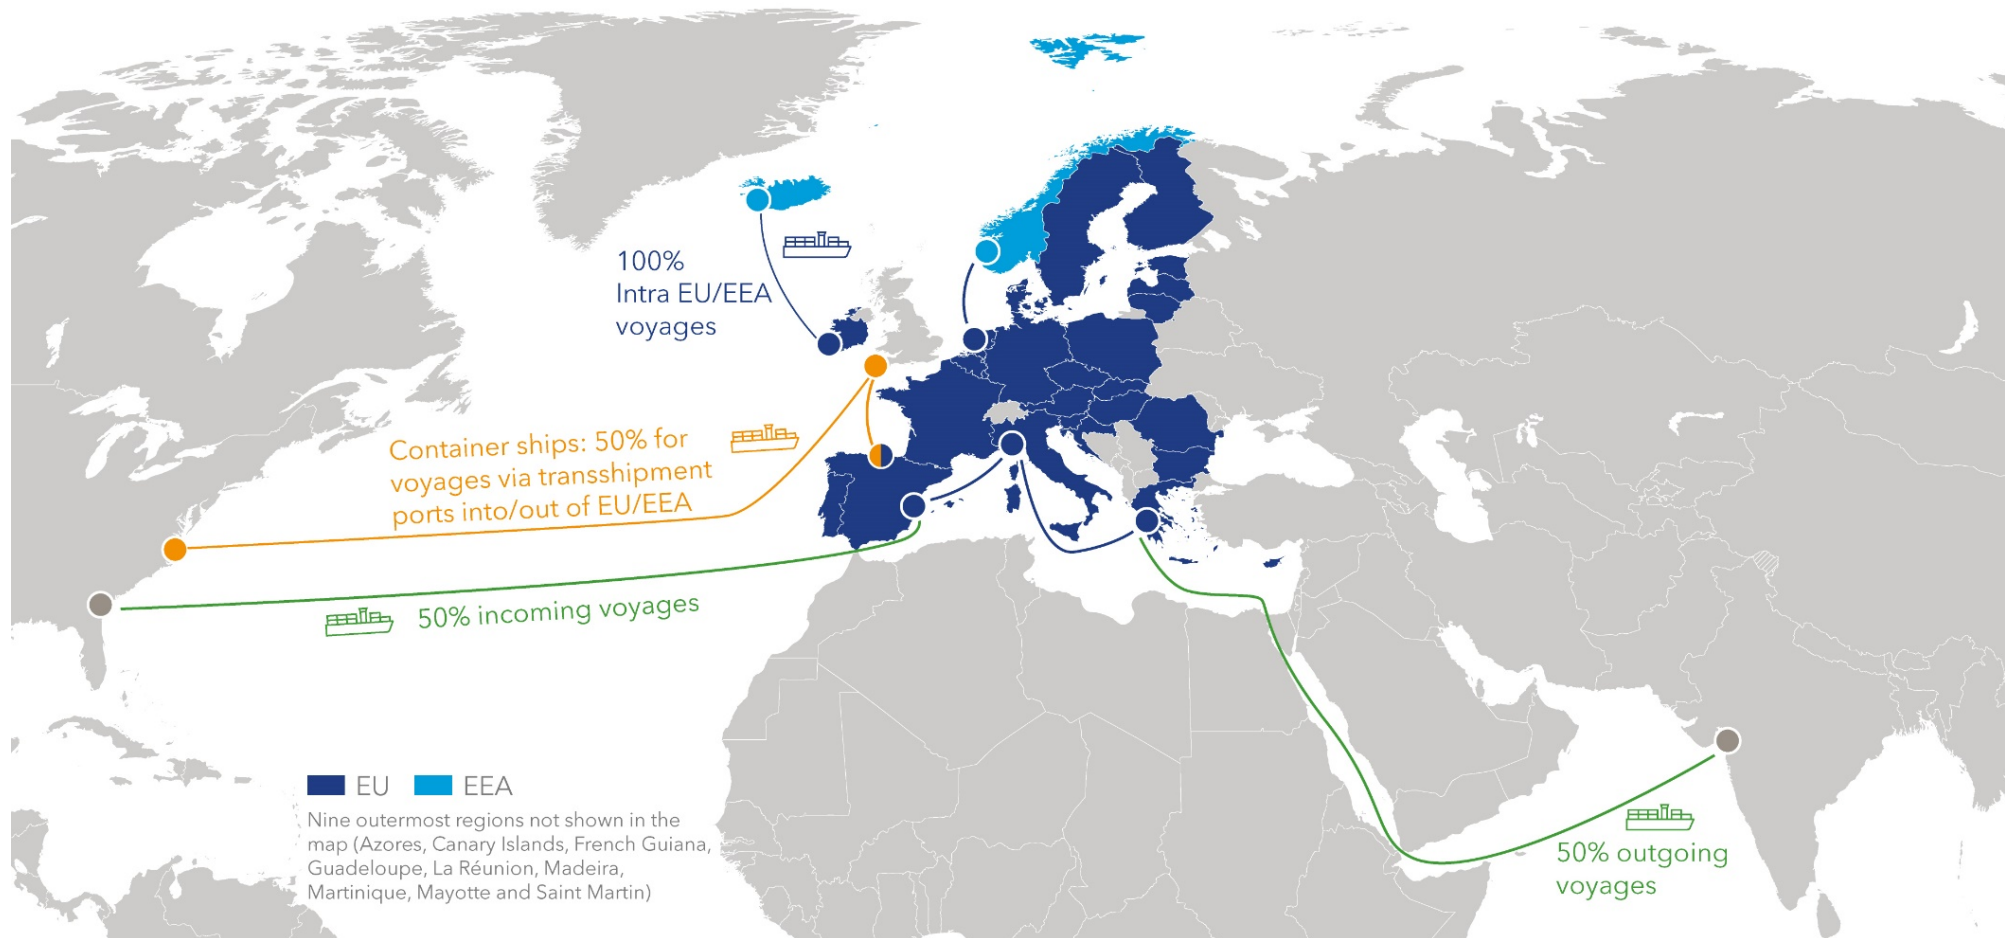 100%
Intra EU/EEA
voyages
Container ships: 50% for
voyages via transshipment
ports into/out of EU/EEA
50% incoming voyages
EU
EEA
Nine outermost regions not shown in the
map (Azores, Canary Islands, French Guiana,
Guadeloupe, La Réunion, Madeira,
Martinique, Mayotte and Saint Martin)
50% outgoing
voyages